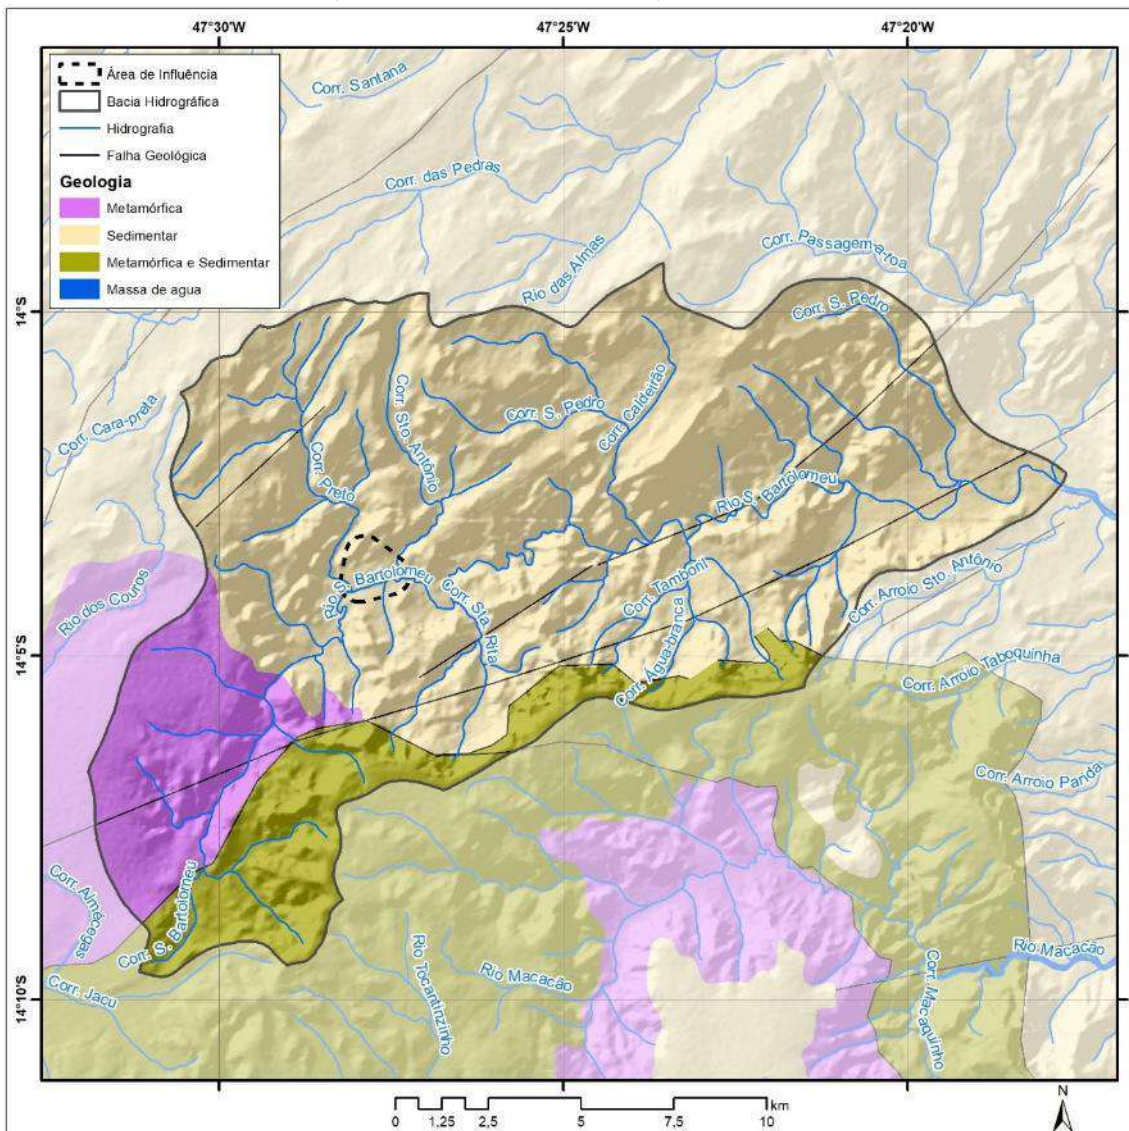 47°30'W
47°25'W
47°20'W
Área de Influência
Bacia Hidrográfica
Hidrografia
Falha Geológica
Geologia
Metamórfica
Sedimentar
Metamórfica e Sedimentar
Massa de agua
Corr. Santana
Corr. das Pedras
Rio das Almas
Corr. Passagem-a-toa
14°S
Corr. S. Pedro
Corr. Cara-preta
Corr. Sto. Antônio
Corr. S. Pedro
Corr. Caldeirão
Corr. Preto
Rio S. Bartolomeu
Rio dos Couros
Rio S. Bartolomeu
Corr. Sta. Rita
Corr. Tamboril
Corr. Arroio Sto. Antônio
14°5'S
Corr. Água-branca
Corr. Arroio Taboquinha
Corr. Arroio Parida
Corr. Almécegas
Corr. S. Bartolomeu
Corr. Jacu
Rio Tocantinzinho
Rio Macacão
Rio Macacão
Corr. Macaquinho
14°10'S
0 1,25 2,5 5 7,5 10 km
N